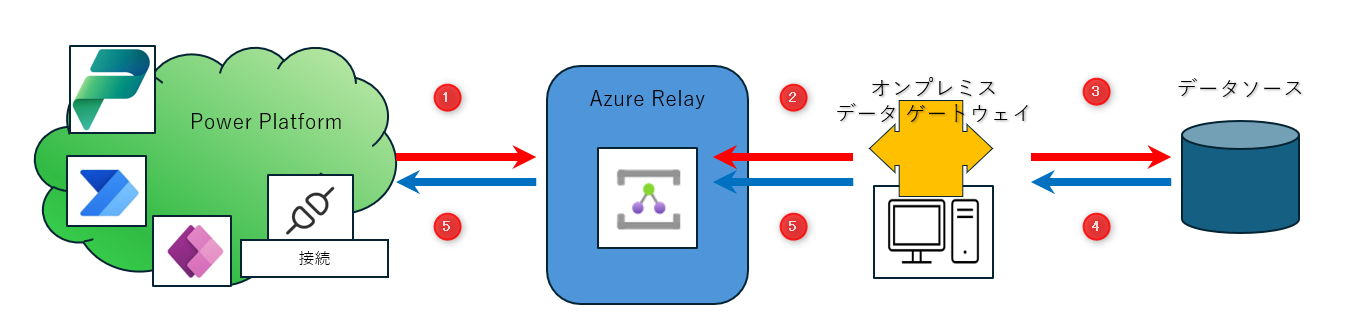 Power Platform
接続
①
⑤
Azure Relay
②
⑤
オンプレミス
データ ゲートウェイ
③
④
データソース